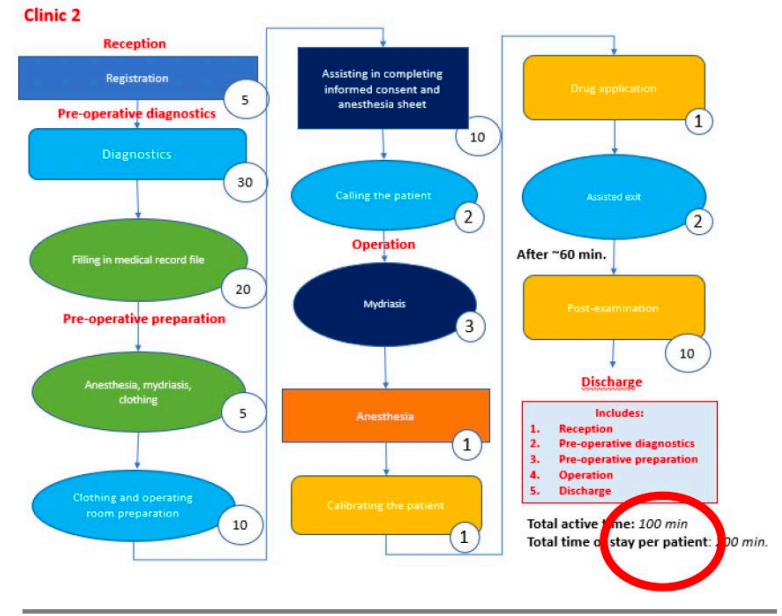 Clinic 2
Reception
Registration
5
Pre-operative diagnostics
Diagnostics
30
Filling in medical record file
20
Pre-operative preparation
Anesthesia, mydriasis,
clothing
5
Clothing and operating
room preparation
10
Assisting in completing
informed consent and
anesthesia sheet
10
Calling the patient
2
Operation
Mydriasis
3
Anesthesia
1
Calibrating the patient
1
Drug application
1
Assisted exit
2
After ~60 min.
Post-examination
10
Discharge
Includes:
1. Reception
2. Pre-operative diagnostics
3. Pre-operative preparation
4. Operation
5. Discharge
Total active time: 100 min
Total time of stay per patient: 200 min.